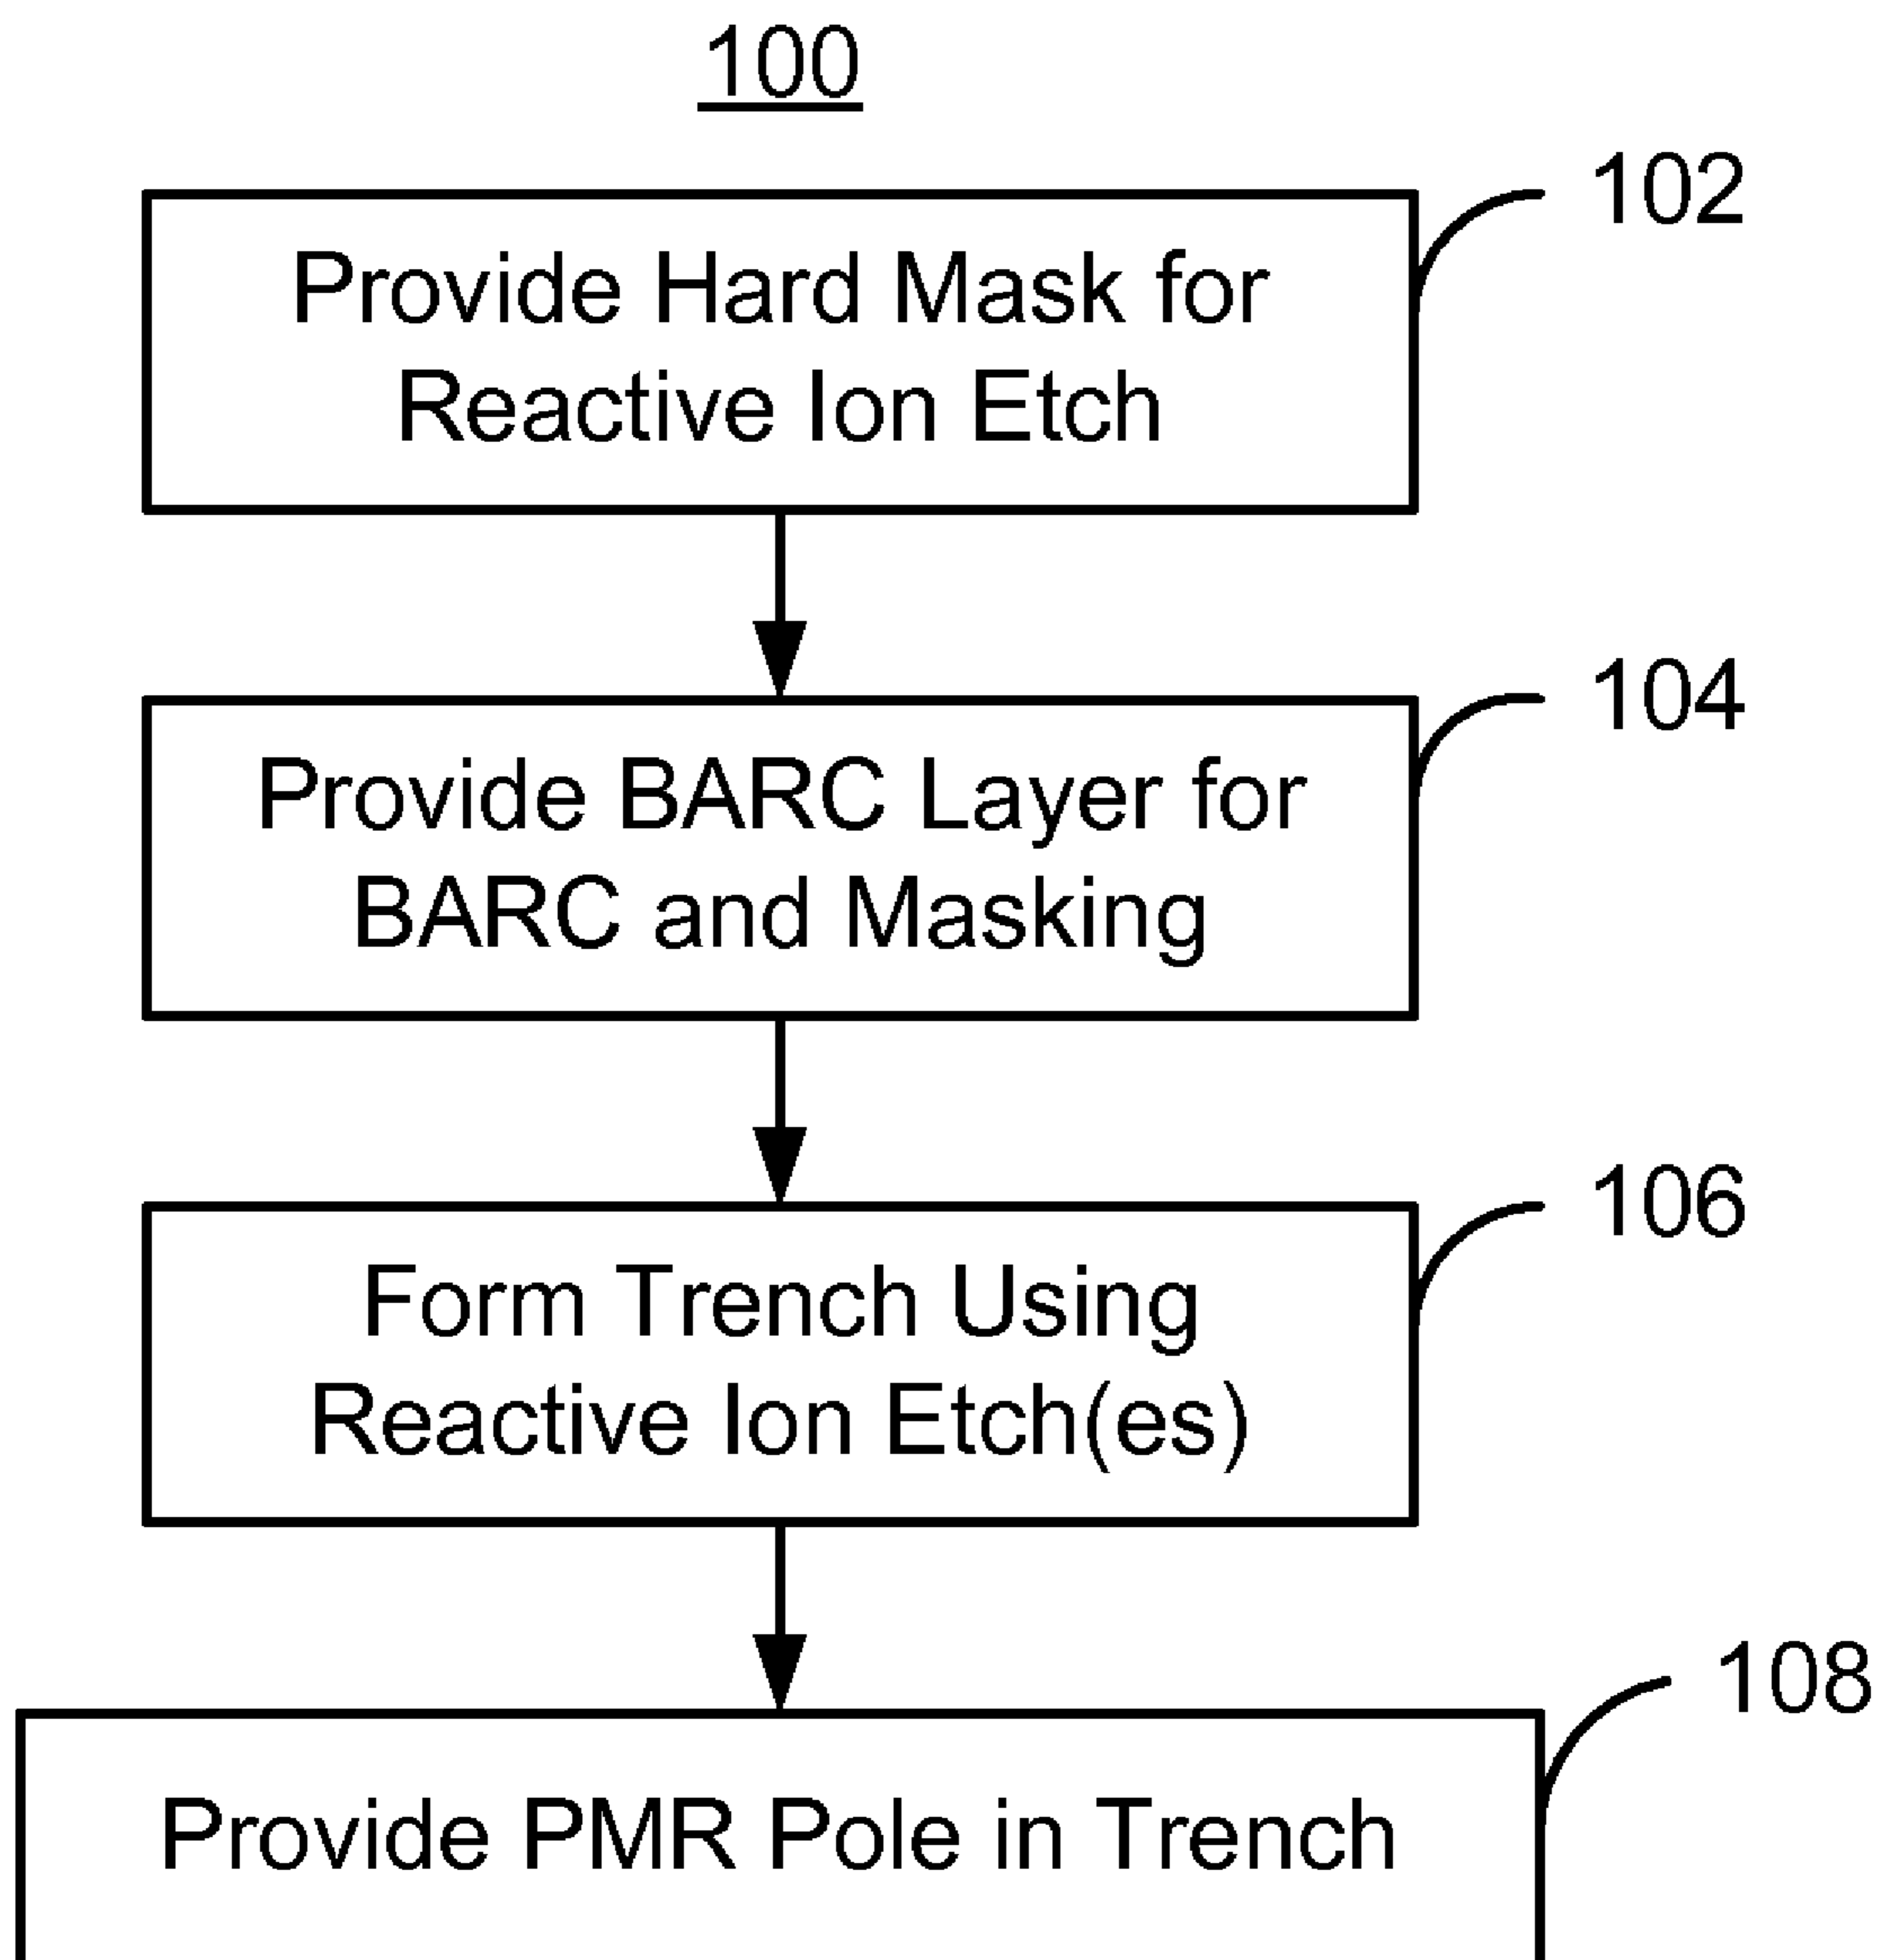 100
102
Provide Hard Mask for
Reactive Ion Etch
104
Provide BARC Layer for
BARC and Masking
106
Form Trench Using
Reactive Ion Etch(es)
108
Provide PMR Pole in Trench